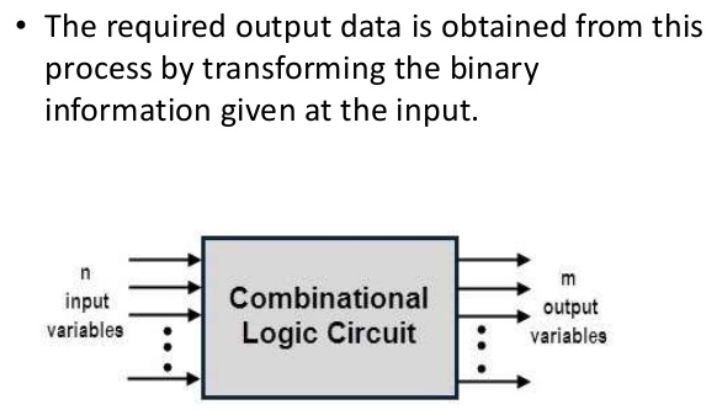 • The required output data is obtained from this
process by transforming the binary
information given at the input.
n
input
variables
Combinational
Logic Circuit
m
output
variables